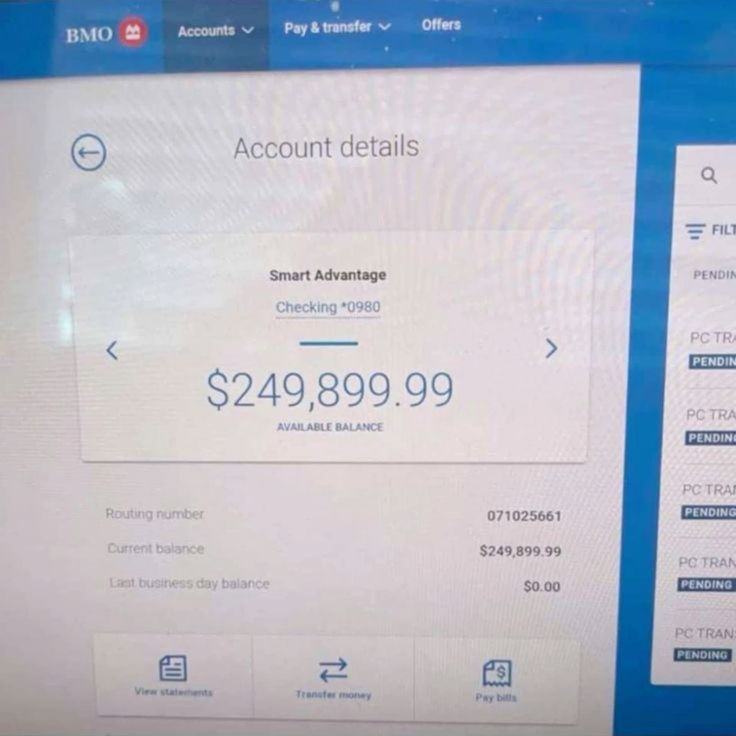 BMO Accounts Pay & transfer Offers
Account details
Smart Advantage
Checking *0980
$249,899.99
AVAILABLE BALANCE
Routing number 071025661
Current balance $249,899.99
Last business day balance $0.00
View statements Transfer money Pay bills
FILT
PENDIN
PC TRA
PENDIN
PC TRA
PENDING
PC TRAN
PENDING
PC TRAN
PENDING
PC TRANS
PENDING